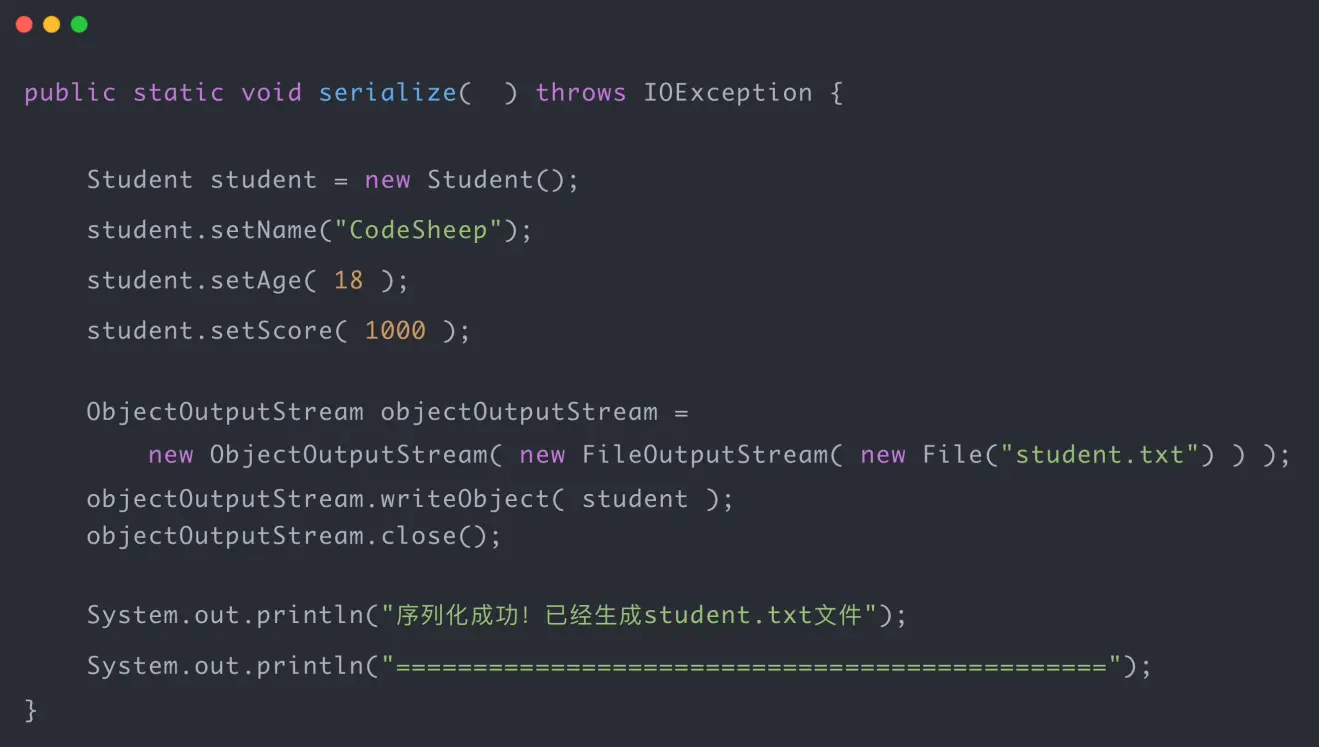 public static void serialize(  ) throws IOException {
Student student = new Student();
student.setName("CodeSheep");
student.setAge( 18 );
student.setScore( 1000 );
ObjectOutputStream objectOutputStream =
new ObjectOutputStream( new FileOutputStream( new File("student.txt") ) );
objectOutputStream.writeObject( student );
objectOutputStream.close();
System.out.println("序列化成功！已经生成student.txt文件");
System.out.println("==============================================");
}